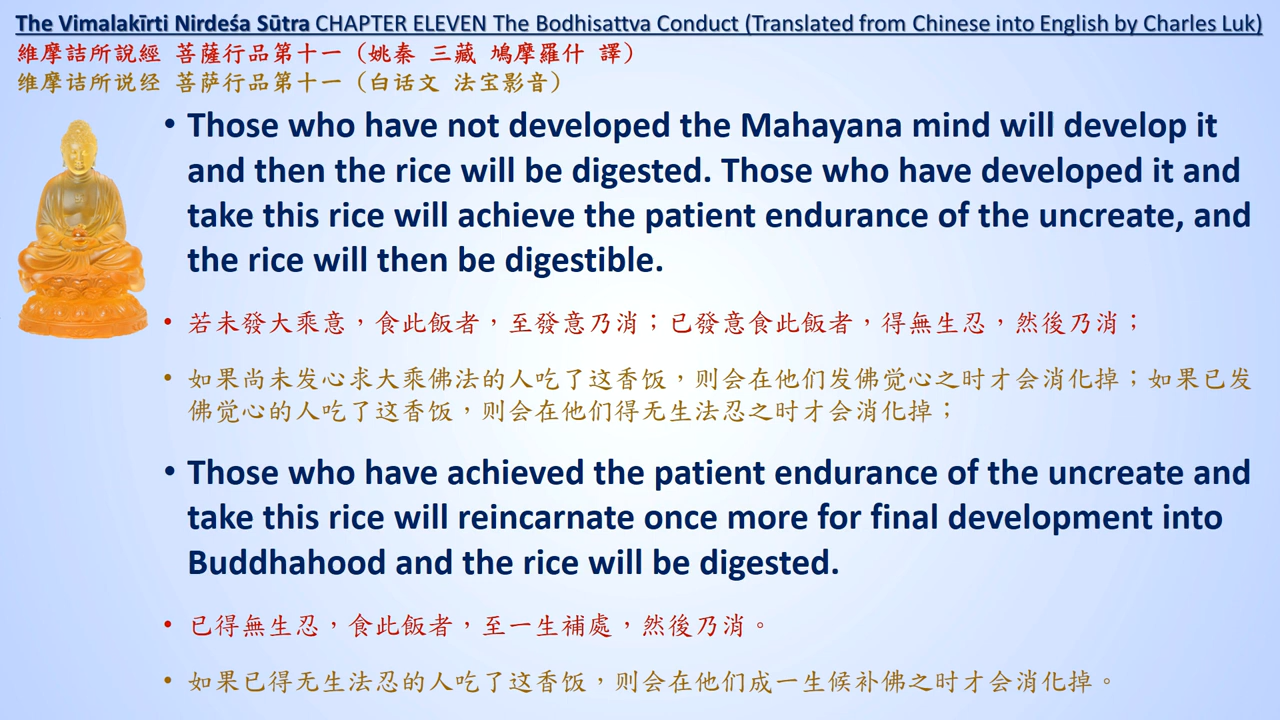 The Vimalakīrti Nirdeśa Sūtra CHAPTER ELEVEN The Bodhisattva Conduct (Translated from Chinese into English by Charles Luk)
維摩詰所說經 菩薩行品第十一（姚秦 三藏 鳩摩羅什 譯）
维摩诘所说经 菩萨行品第十一（白话文 法宝影音）
• Those who have not developed the Mahayana mind will develop it
and then the rice will be digested. Those who have developed it and
take this rice will achieve the patient endurance of the uncreate, and
the rice will then be digestible.
• 若未發大乘意，食此飯者，至發意乃消；已發意食此飯者，得無生忍，然後乃消；
• 如果尚未发心求大乘佛法的人吃了这香饭，则会在他们发佛觉心之时才会消化掉；如果已发
佛觉心的人吃了这香饭，则会在他们得无生法忍之时才会消化掉；
• Those who have achieved the patient endurance of the uncreate and
take this rice will reincarnate once more for final development into
Buddhahood and the rice will be digested.
• 已得無生忍，食此飯者，至一生補處，然後乃消。
• 如果已得无生法忍的人吃了这香饭，则会在他们成一生候补佛之时才会消化掉。